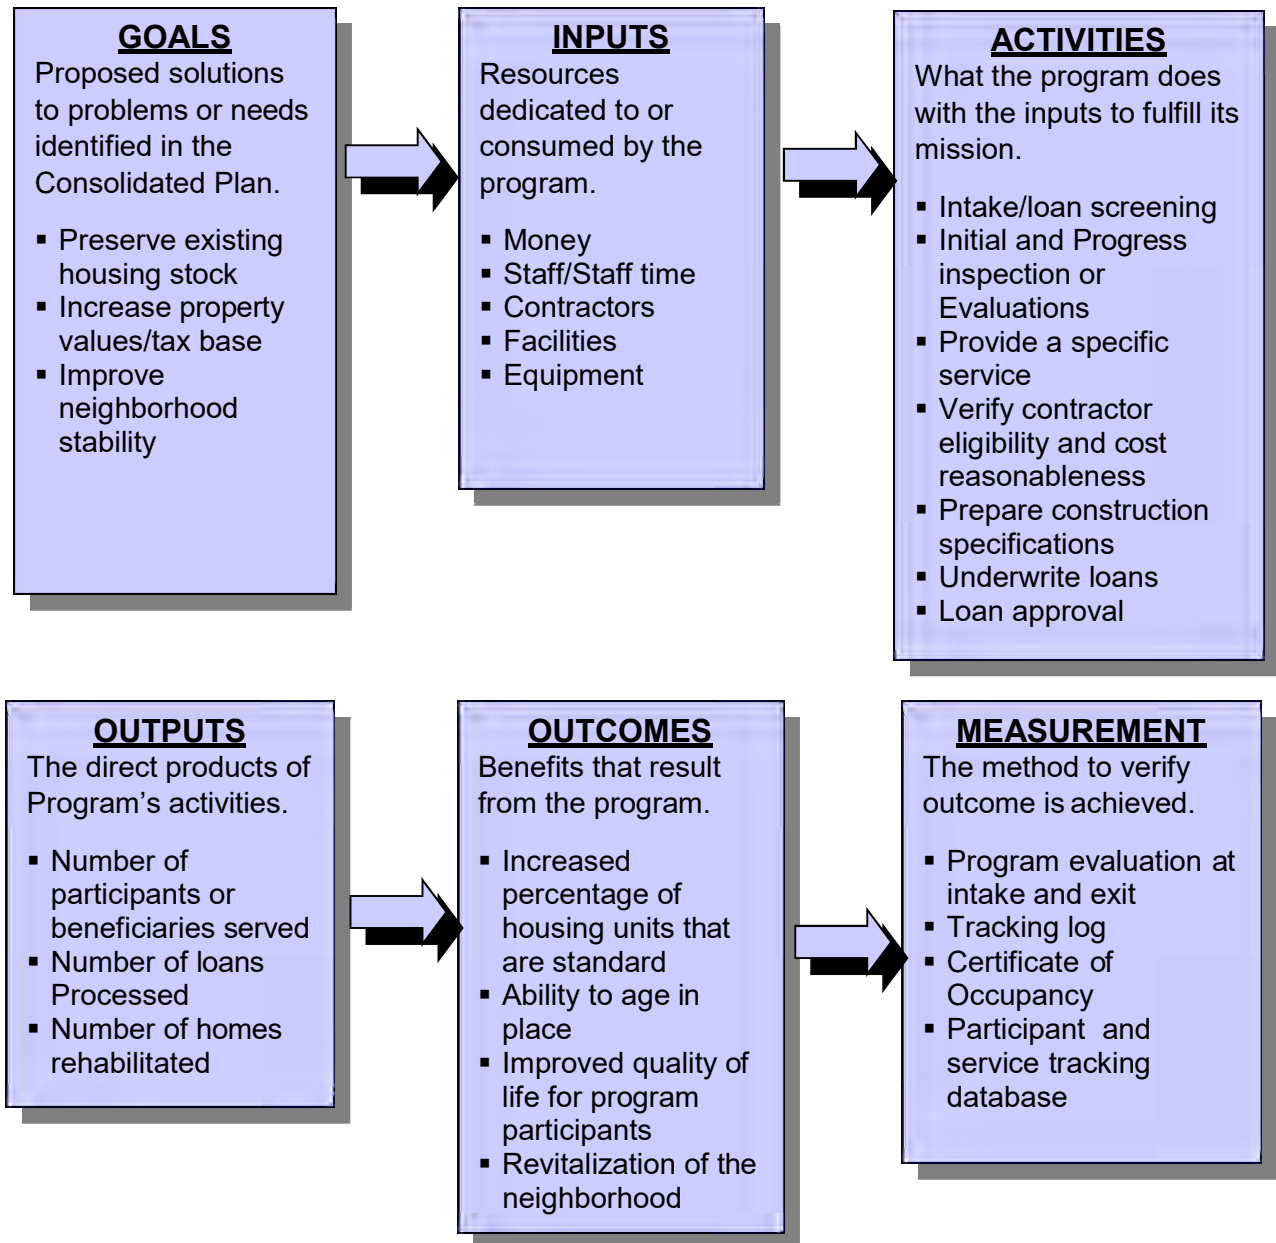 GOALS
Proposed solutions
to problems or needs
identified in the
Consolidated Plan.
▪ Preserve existing
housing stock
▪ Increase property
values/tax base
▪ Improve
neighborhood
stability
INPUTS
Resources
dedicated to or
consumed by the
program.
▪ Money
▪ Staff/Staff time
▪ Contractors
▪ Facilities
▪ Equipment
ACTIVITIES
What the program does
with the inputs to fulfill its
mission.
▪ Intake/loan screening
▪ Initial and Progress
inspection or
Evaluations
▪ Provide a specific
service
▪ Verify contractor
eligibility and cost
reasonableness
▪ Prepare construction
specifications
▪ Underwrite loans
▪ Loan approval
OUTPUTS
The direct products of
Program’s activities.
▪ Number of
participants or
beneficiaries served
▪ Number of loans
Processed
▪ Number of homes
rehabilitated
OUTCOMES
Benefits that result
from the program.
▪ Increased
percentage of
housing units that
are standard
▪ Ability to age in
place
▪ Improved quality of
life for program
participants
▪ Revitalization of the
neighborhood
MEASUREMENT
The method to verify
outcome is achieved.
▪ Program evaluation at
intake and exit
▪ Tracking log
▪ Certificate of
Occupancy
▪ Participant and
service tracking
database